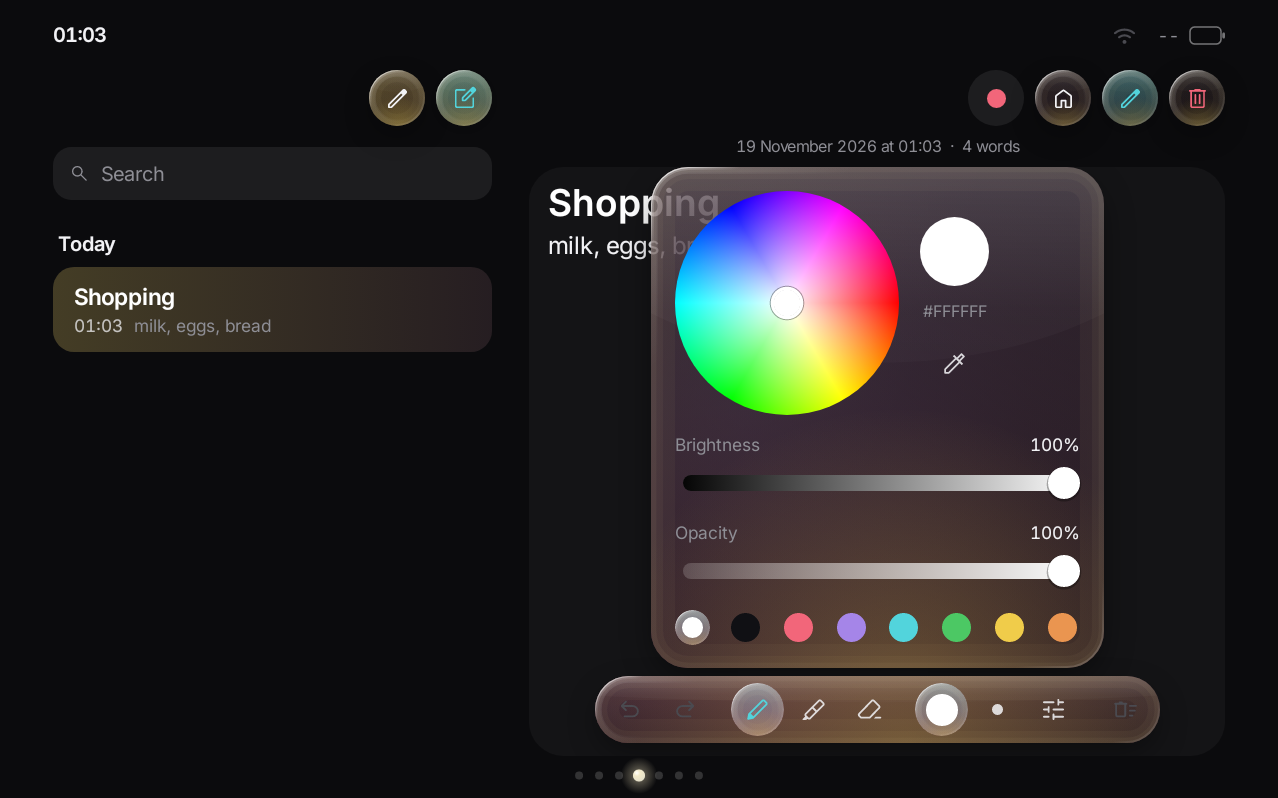 01:03
- -
Search
19 November 2026 at 01:03 · 4 words
Today
Shopping
01:03 milk, eggs, bread
Shopping
milk, eggs, br
#FFFFFF
Brightness 100%
Opacity 100%